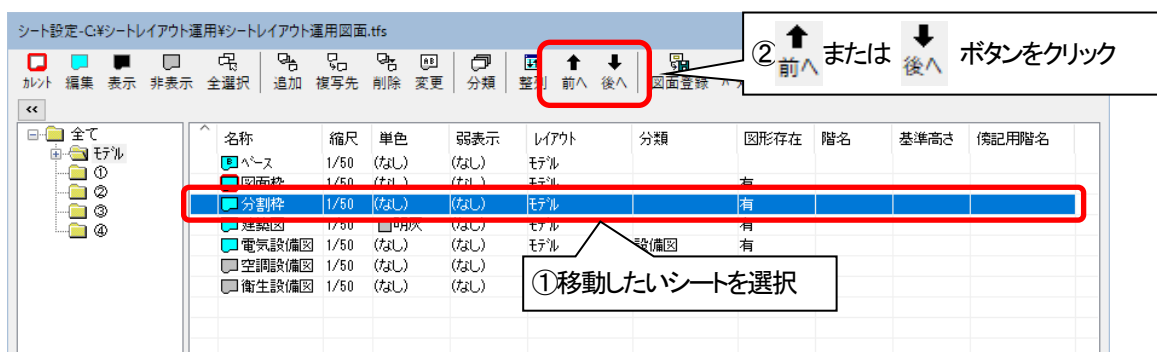 シート設定-C:¥シートレイアウト運用¥シートレイアウト運用図面.tfs
カレント 編集 表示 非表示 全選択 追加 複写先 削除 変更 分類 整列 前へ 後へ 図面登録
②前へ または 後へ ボタンをクリック
<<
全て
モデル
①
②
③
④
名称 縮尺 単色 弱表示 レイアウト 分類 図形存在 階名 基準高さ 傍記用階名
ベース 1/50 (なし) (なし) モデル
図面枠 1/50 (なし) (なし) モデル 有
分割枠 1/50 (なし) (なし) モデル 有
建築図 1/50 明灰 (なし) モデル 有
電気設備図 1/50 (なし) (なし) モデル 設備図 有
空調設備図 1/50 (なし) (なし)
衛生設備図 1/50 (なし) (なし)
①移動したいシートを選択